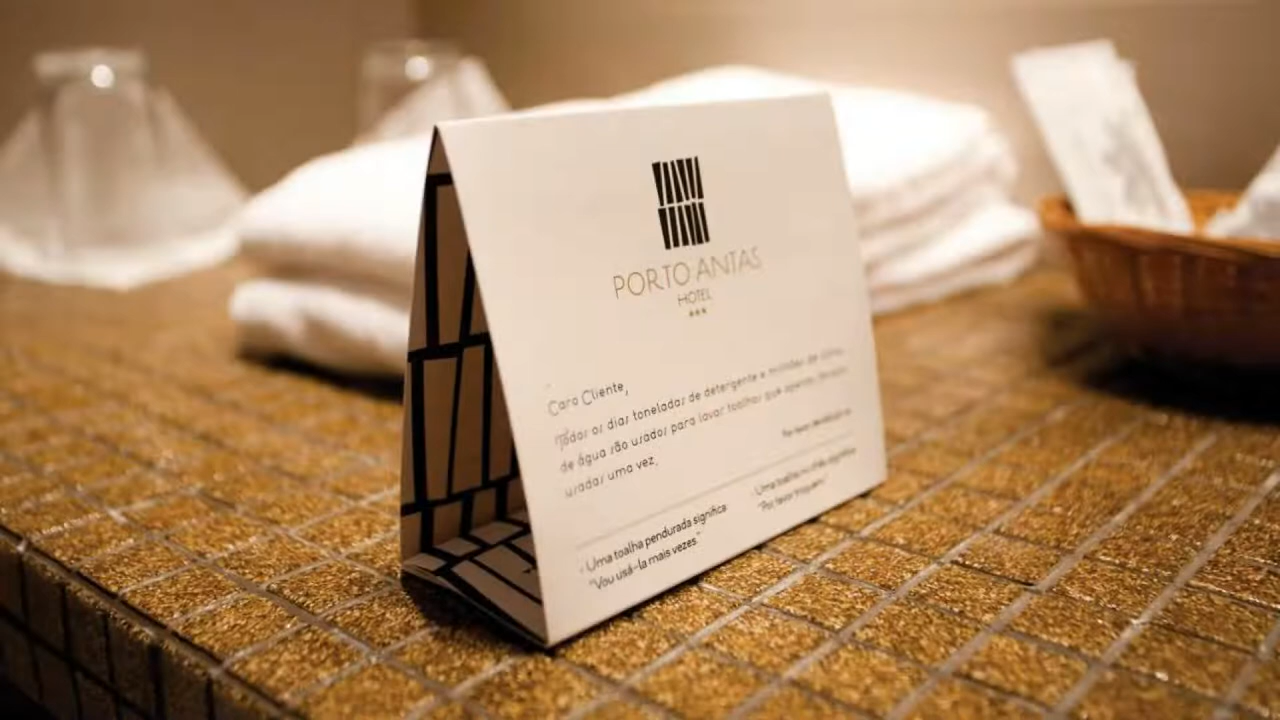 PORTO ANTAS
HOTEL
Caro Cliente,
Todos os dias toneladas de detergente e milhões de litros
de água são usados para lavar toalhas que apenas foram
usadas uma vez.
Por favor
- Uma toalha pendurada significa
"Vou usá-la mais vezes."
- Uma toalha no chão significa
"Por favor troquem."